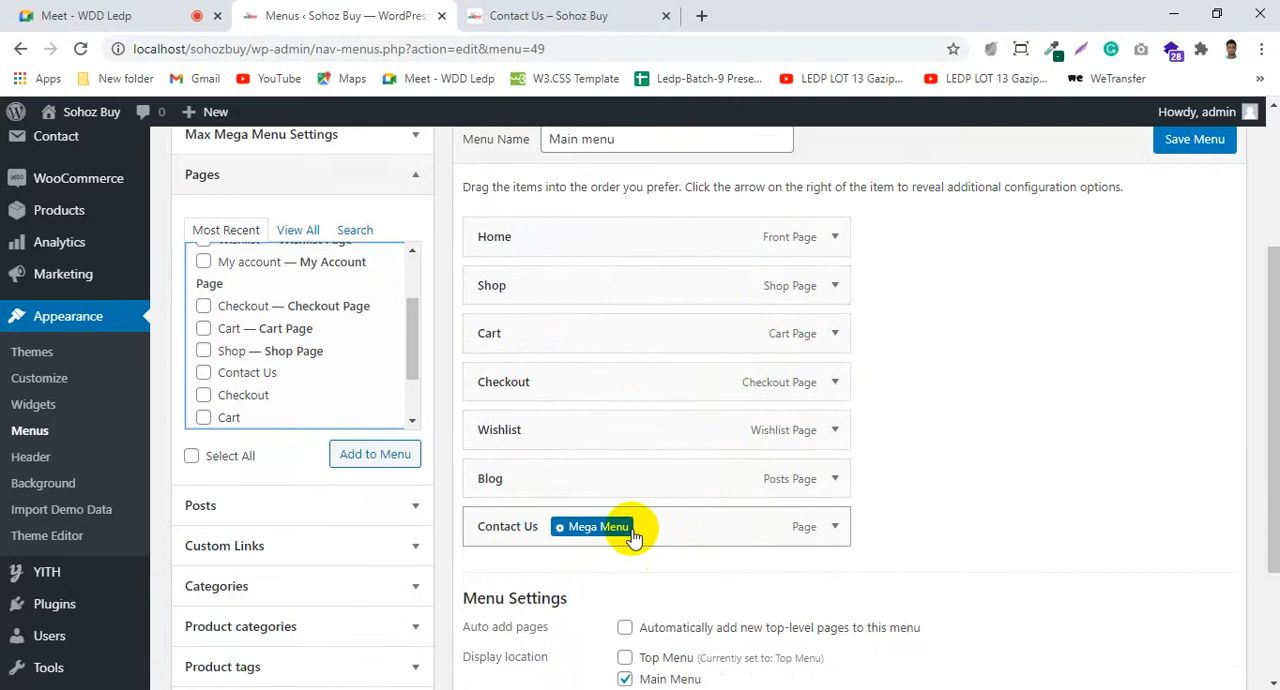 Meet - WDD Ledp
Menus ‹ Sohoz Buy — WordPress
Contact Us – Sohoz Buy
localhost/sohozbuy/wp-admin/nav-menus.php?action=edit&menu=49
28
Apps
New folder
Gmail
YouTube
Maps
Meet - WDD Ledp
W3.CSS Template
Ledp-Batch-9 Prese...
LEDP LOT 13 Gazip...
LEDP LOT 13 Gazip...
WeTransfer
Sohoz Buy
0
New
Howdy, admin
Contact
WooCommerce
Products
Analytics
Marketing
Appearance
Themes
Customize
Widgets
Menus
Header
Background
Import Demo Data
Theme Editor
YITH
Plugins
Users
Tools
Max Mega Menu Settings
Pages
Most Recent
View All
Search
Wishlist — Wishlist Page
My account — My Account
Page
Checkout — Checkout Page
Cart — Cart Page
Shop — Shop Page
Contact Us
Checkout
Cart
Select All
Add to Menu
Posts
Custom Links
Categories
Product categories
Product tags
Menu Name
Main menu
Save Menu
Drag the items into the order you prefer. Click the arrow on the right of the item to reveal additional configuration options.
Home
Front Page
Shop
Shop Page
Cart
Cart Page
Checkout
Checkout Page
Wishlist
Wishlist Page
Blog
Posts Page
Contact Us
Mega Menu
Page
Menu Settings
Auto add pages
Automatically add new top-level pages to this menu
Display location
Top Menu (Currently set to: Top Menu)
Main Menu